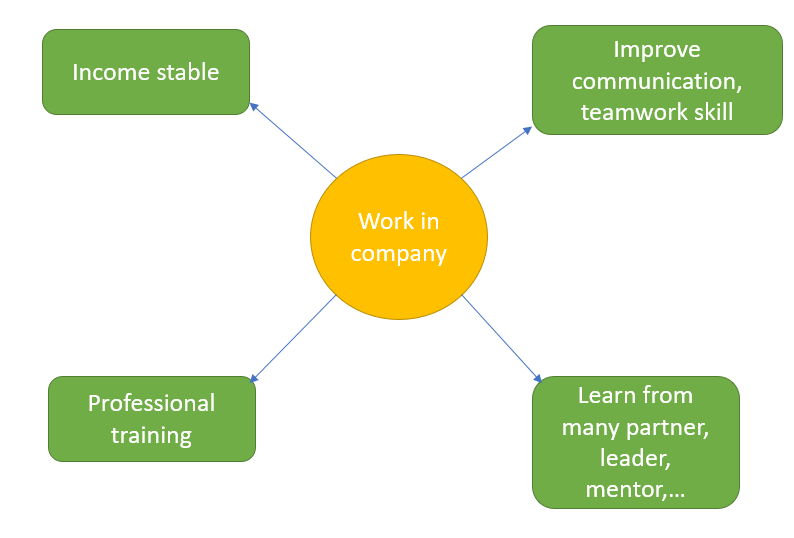 Income stable
Improve
communication,
teamwork skill
Work in
company
Professional
training
Learn from
many partner,
leader,
mentor,...